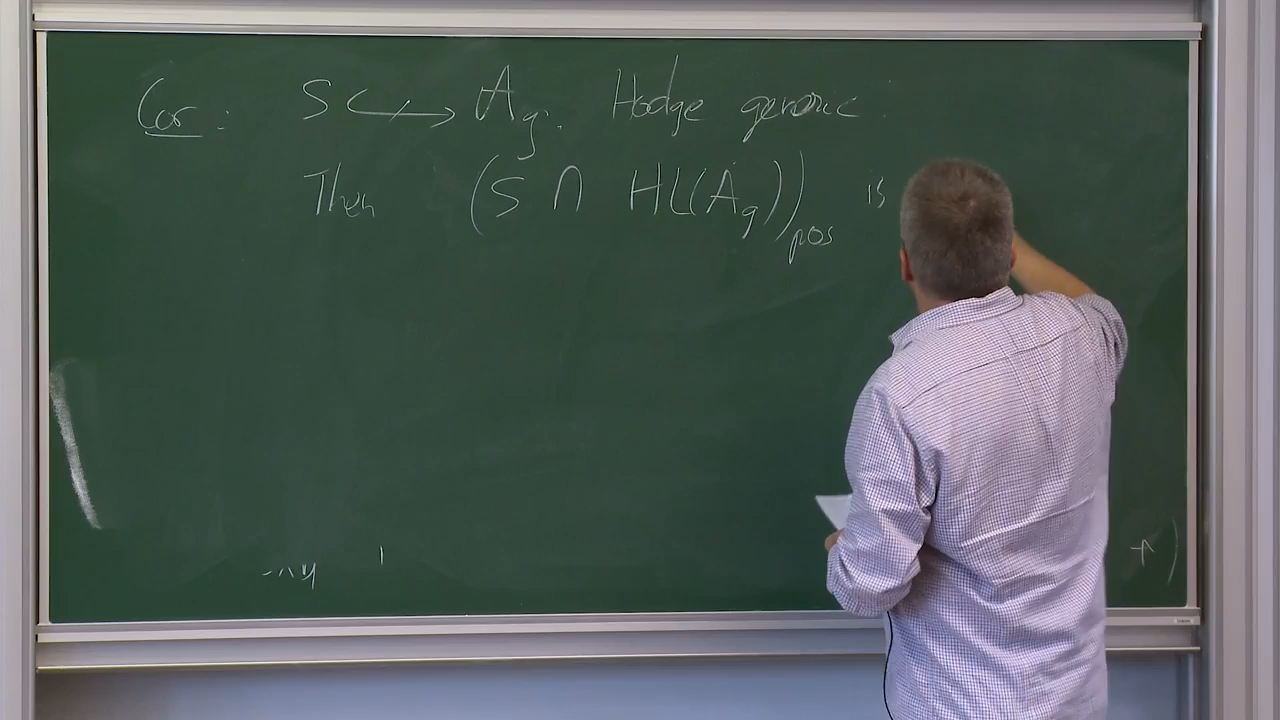 Cor: S ↪ A_g. Hodge generic.
Then (S ∩ HL(A_g))_pos is